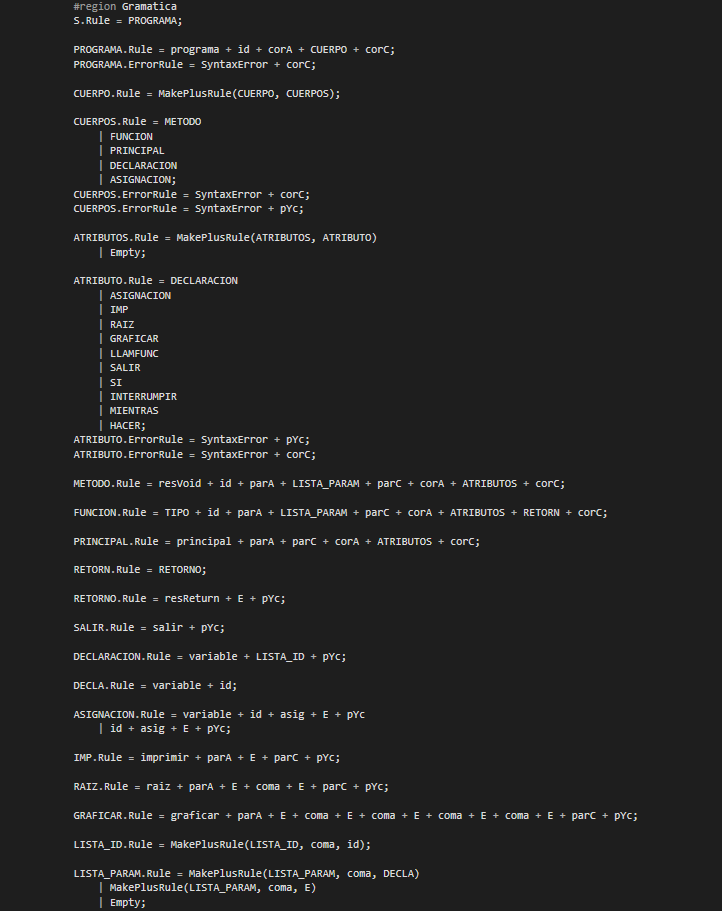 #region Gramatica
S.Rule = PROGRAMA;
PROGRAMA.Rule = programa + id + corA + CUERPO + corC;
PROGRAMA.ErrorRule = SyntaxError + corC;
CUERPO.Rule = MakePlusRule(CUERPO, CUERPOS);
CUERPOS.Rule = METODO
| FUNCION
| PRINCIPAL
| DECLARACION
| ASIGNACION;
CUERPOS.ErrorRule = SyntaxError + corC;
CUERPOS.ErrorRule = SyntaxError + pYc;
ATRIBUTOS.Rule = MakePlusRule(ATRIBUTOS, ATRIBUTO)
| Empty;
ATRIBUTO.Rule = DECLARACION
| ASIGNACION
| IMP
| RAIZ
| GRAFICAR
| LLAMFUNC
| SALIR
| SI
| INTERRUMPIR
| MIENTRAS
| HACER;
ATRIBUTO.ErrorRule = SyntaxError + pYc;
ATRIBUTO.ErrorRule = SyntaxError + corC;
METODO.Rule = resVoid + id + parA + LISTA_PARAM + parC + corA + ATRIBUTOS + corC;
FUNCION.Rule = TIPO + id + parA + LISTA_PARAM + parC + corA + ATRIBUTOS + RETORN + corC;
PRINCIPAL.Rule = principal + parA + parC + corA + ATRIBUTOS + corC;
RETORN.Rule = RETORNO;
RETORNO.Rule = resReturn + E + pYc;
SALIR.Rule = salir + pYc;
DECLARACION.Rule = variable + LISTA_ID + pYc;
DECLA.Rule = variable + id;
ASIGNACION.Rule = variable + id + asig + E + pYc
| id + asig + E + pYc;
IMP.Rule = imprimir + parA + E + parC + pYc;
RAIZ.Rule = raiz + parA + E + coma + E + parC + pYc;
GRAFICAR.Rule = graficar + parA + E + coma + E + coma + E + coma + E + coma + E + parC + pYc;
LISTA_ID.Rule = MakePlusRule(LISTA_ID, coma, id);
LISTA_PARAM.Rule = MakePlusRule(LISTA_PARAM, coma, DECLA)
| MakePlusRule(LISTA_PARAM, coma, E)
| Empty;